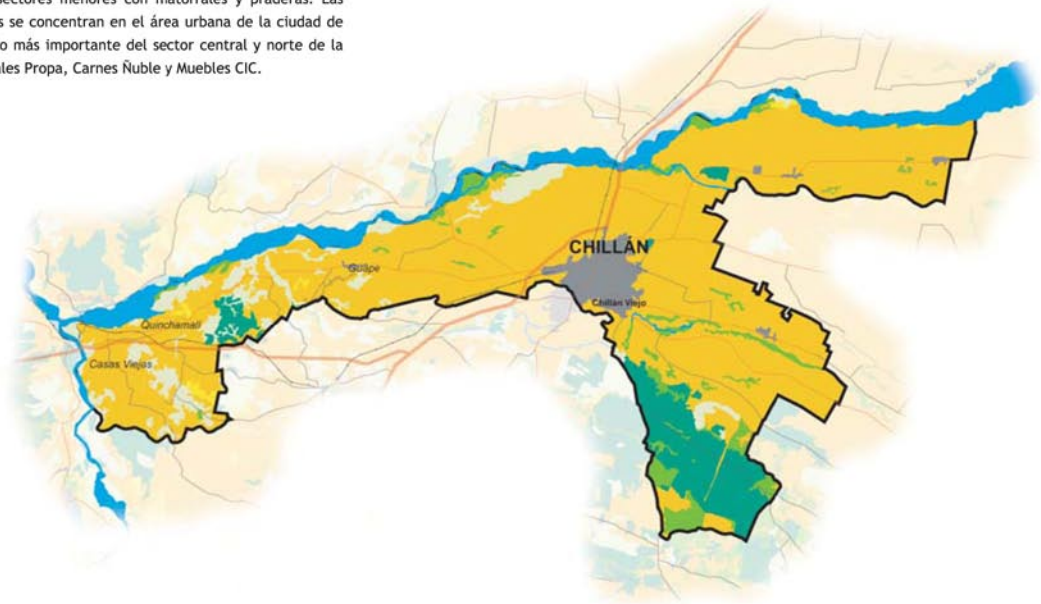 sectores menores con matorrales y praderas. Las
s se concentran en el área urbana de la ciudad de
o más importante del sector central y norte de la
les Propa, Carnes Ñuble y Muebles CIC.
Río Ñuble
CHILLÁN
Guape
Chillán Viejo
Quinchamalí
Casas Viejas